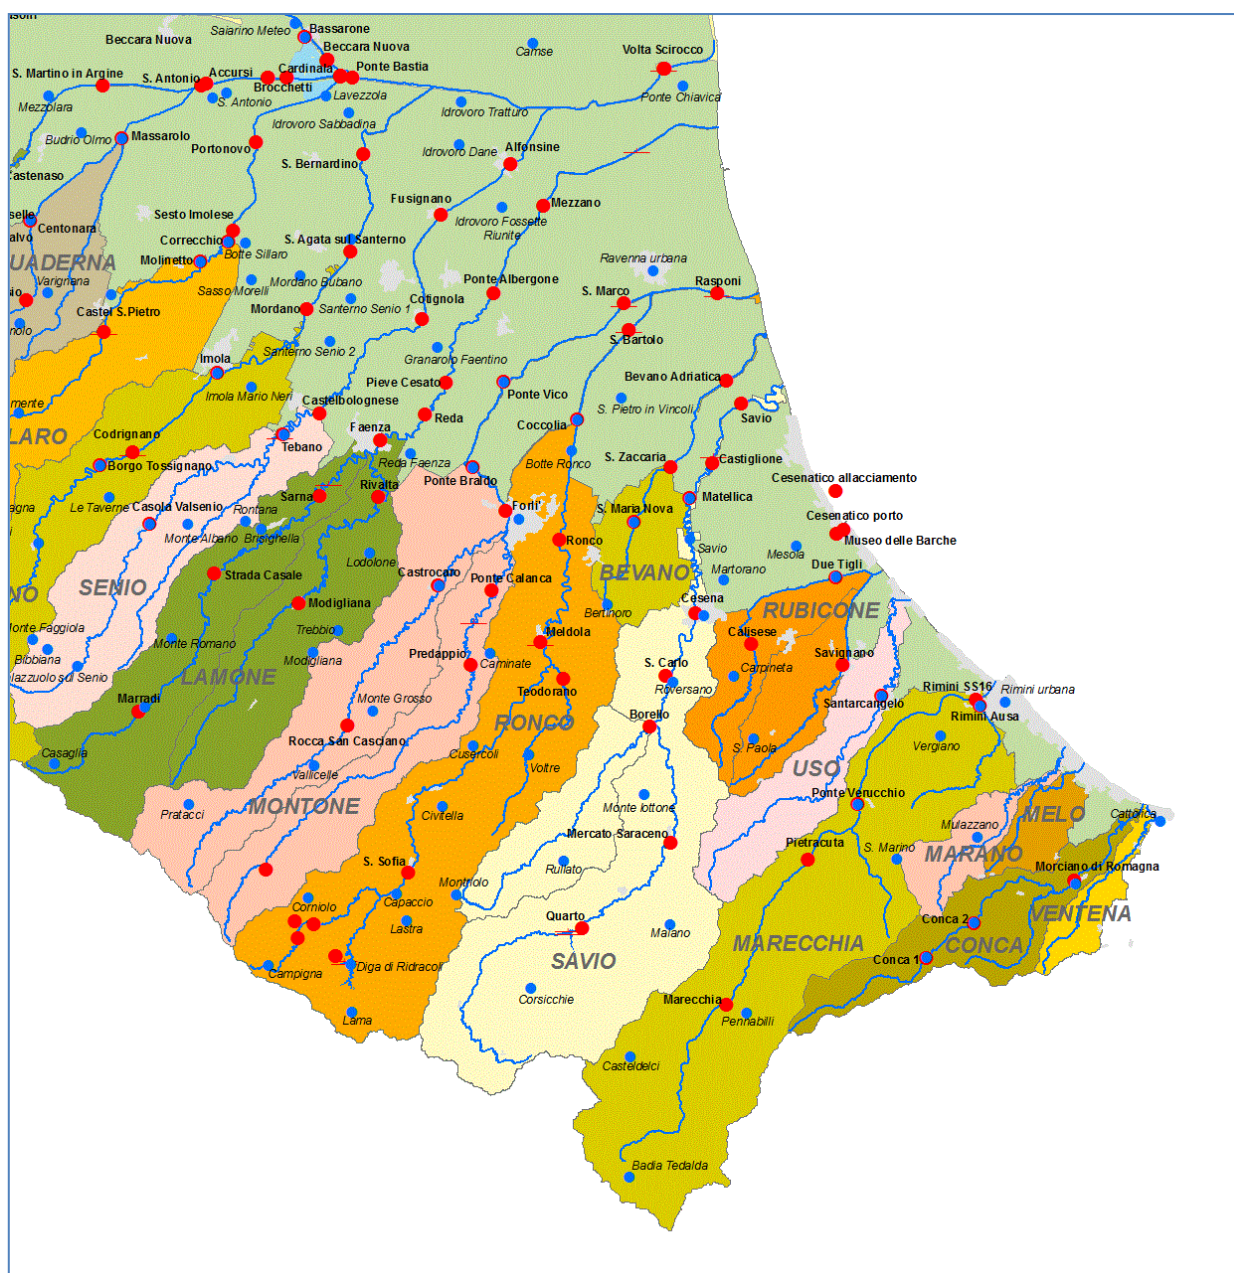 Saiarino Meteo
Bassarone
Beccara Nuova
Beccara Nuova
Camse
Volta Scirocco
S. Martino in Argine
S. Antonio
Accursi
Cardinala
Ponte Bastia
Brocchetti
Lavezzola
Ponte Chiavica
Mezzolara
S. Antonio
Idrovoro Sabbadina
Idrovoro Tratturo
Budrio Olmo
Massarolo
Portonovo
S. Bernardino
Idrovoro Dane
Alfonsine
Castenaso
Fusignano
Mezzano
Idrovoro Fossette
Riunite
Centonara
Sesto Imolese
Correcchio
Botte Sillaro
S. Agata sul Santerno
Molinetto
UADERNA
Varignana
Sasso Morelli
Mordano Bubano
Ponte Albergone
Ravenna urbana
Rasponi
S. Marco
Castel S.Pietro
Mordano
Santerno Senio 1
Cotignola
S. Bartolo
Santerno Senio 2
Granarolo Faentino
Imola
Imola Mario Neri
Pieve Cesato
Ponte Vico
Bevano Adriatica
S. Pietro in Vincoli
Savio
Castelbolognese
Reda
Coccolia
LARO
Codrignano
Tebano
Faenza
Reda Faenza
Borgo Tossignano
Botte Ronco
S. Zaccaria
Castiglione
Ponte Braldo
Cesenatico allacciamento
Le Taverne
Sarna
Rivalta
Matellica
Casola Valsenio
Rontana
Forli'
S. Maria Nova
Cesenatico porto
Monte Albano
Brisighella
Ronco
Museo delle Barche
Lodolone
Savio
Mesola
Strada Casale
Castrocaro
Ponte Calanca
BEVANO
Martorano
Due Tigli
SENIO
Modigliana
Bertinoro
Cesena
RUBICONE
Monte Faggiola
Trebbio
Meldola
Calisese
Bibbiana
Monte Romano
Modigliana
Predappio
Caminate
S. Carlo
Carpineta
Savignano
LAMONE
Teodorano
Roversano
Rimini SS16
Rimini urbana
Marradi
Monte Grosso
Santarcangelo
Rimini Ausa
Borello
RONCO
Rocca San Casciano
Cusercoli
S. Paola
Vergiano
Casaglia
Voltre
Vallicelle
USO
Monte Iottone
Ponte Verucchio
Pratacci
MONTONE
Civitella
MELO
Cattolica
Mercato Saraceno
Mulazzano
Pietracuta
S. Marino
MARANO
S. Sofia
Rullato
Morciano di Romagna
Montriolo
Corniolo
Capaccio
VENTENA
Quarto
Conca 2
Lastra
Maiano
MARECCHIA
CONCA
Campigna
Diga di Ridracoli
SAVIO
Conca 1
Corsicchie
Marecchia
Lama
Pennabilli
Casteldelci
Badia Tedalda